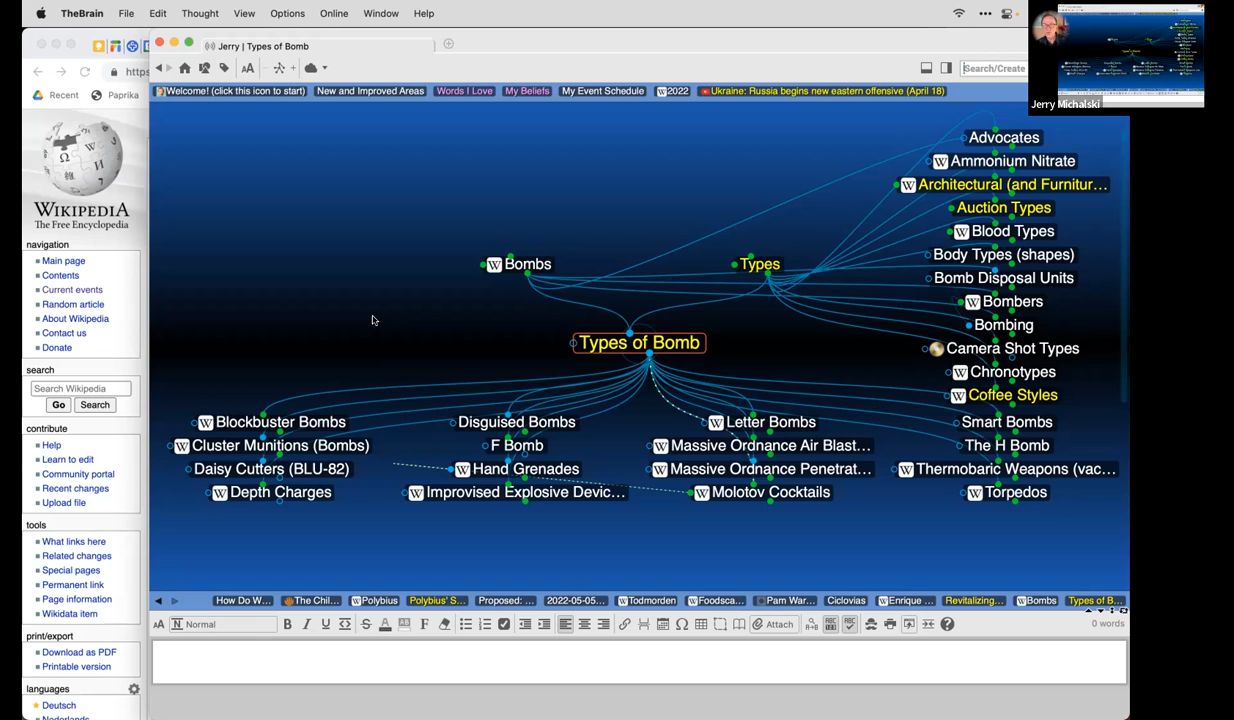 TheBrain File Edit Thought View Options Online Window Help
Jerry | Types of Bomb
https
Search/Create
Recent Paprika
Welcome! (click this icon to start) New and Improved Areas Words I Love My Beliefs My Event Schedule 2022 Ukraine: Russia begins new eastern offensive (April 18)
Jerry Michalski
WIKIPEDIA
The Free Encyclopedia
navigation
Main page
Contents
Current events
Random article
About Wikipedia
Contact us
Donate
search
Search Wikipedia
Go Search
contribute
Help
Learn to edit
Community portal
Recent changes
Upload file
tools
What links here
Related changes
Special pages
Permanent link
Page information
Wikidata item
print/export
Download as PDF
Printable version
languages
Deutsch
Nederlands
Bombs
Types
Types of Bomb
Advocates
Ammonium Nitrate
Architectural (and Furnitur...
Auction Types
Blood Types
Body Types (shapes)
Bomb Disposal Units
Bombers
Bombing
Camera Shot Types
Chronotypes
Coffee Styles
Blockbuster Bombs Disguised Bombs Letter Bombs Smart Bombs
Cluster Munitions (Bombs) F Bomb Massive Ordnance Air Blast... The H Bomb
Daisy Cutters (BLU-82) Hand Grenades Massive Ordnance Penetrat... Thermobaric Weapons (vac...
Depth Charges Improvised Explosive Devic... Molotov Cocktails Torpedos
How Do W... The Chil... Polybius Polybius' S... Proposed: ... 2022-05-05... Todmorden Foodsca... Pam War... Ciclovias Enrique ... Revitalizing... Bombs Types of B...
Normal B I U S A F Attach 0 words